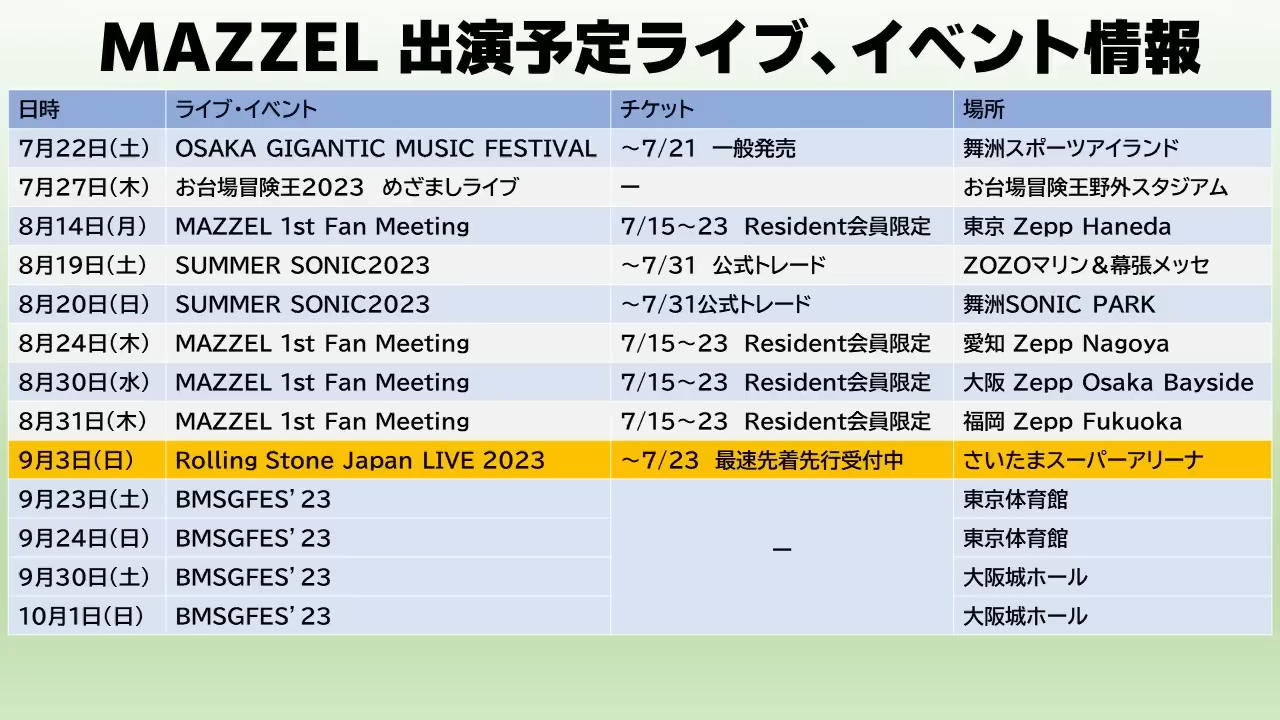 MAZZEL 出演予定ライブ、イベント情報
日時 ライブ・イベント チケット 場所
7月22日(土) OSAKA GIGANTIC MUSIC FESTIVAL ～7/21 一般発売 舞洲スポーツアイランド
7月27日(木) お台場冒険王2023 めざましライブ ー お台場冒険王野外スタジアム
8月14日(月) MAZZEL 1st Fan Meeting 7/15～23 Resident会員限定 東京 Zepp Haneda
8月19日(土) SUMMER SONIC2023 ～7/31 公式トレード ZOZOマリン＆幕張メッセ
8月20日(日) SUMMER SONIC2023 ～7/31公式トレード 舞洲SONIC PARK
8月24日(木) MAZZEL 1st Fan Meeting 7/15～23 Resident会員限定 愛知 Zepp Nagoya
8月30日(水) MAZZEL 1st Fan Meeting 7/15～23 Resident会員限定 大阪 Zepp Osaka Bayside
8月31日(木) MAZZEL 1st Fan Meeting 7/15～23 Resident会員限定 福岡 Zepp Fukuoka
9月3日(日) Rolling Stone Japan LIVE 2023 ～7/23 最速先着先行受付中 さいたまスーパーアリーナ
9月23日(土) BMSGFES’23 ー 東京体育館
9月24日(日) BMSGFES’23 東京体育館
9月30日(土) BMSGFES’23 大阪城ホール
10月1日(日) BMSGFES’23 大阪城ホール